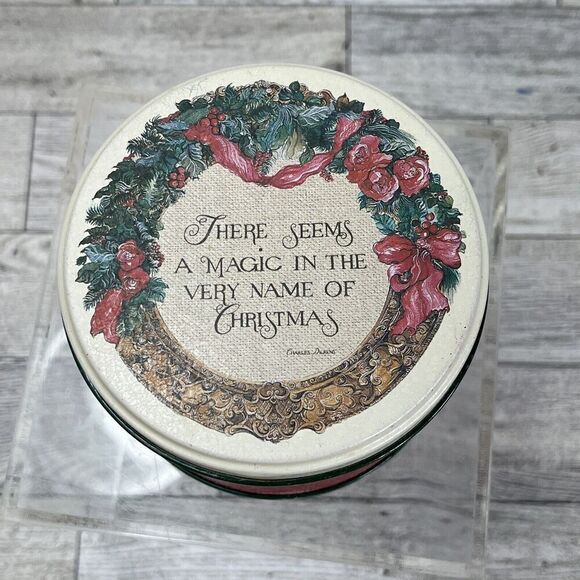 THERE SEEMS
A MAGIC IN THE
VERY NAME OF
CHRISTMAS
CHARLES DICKENS